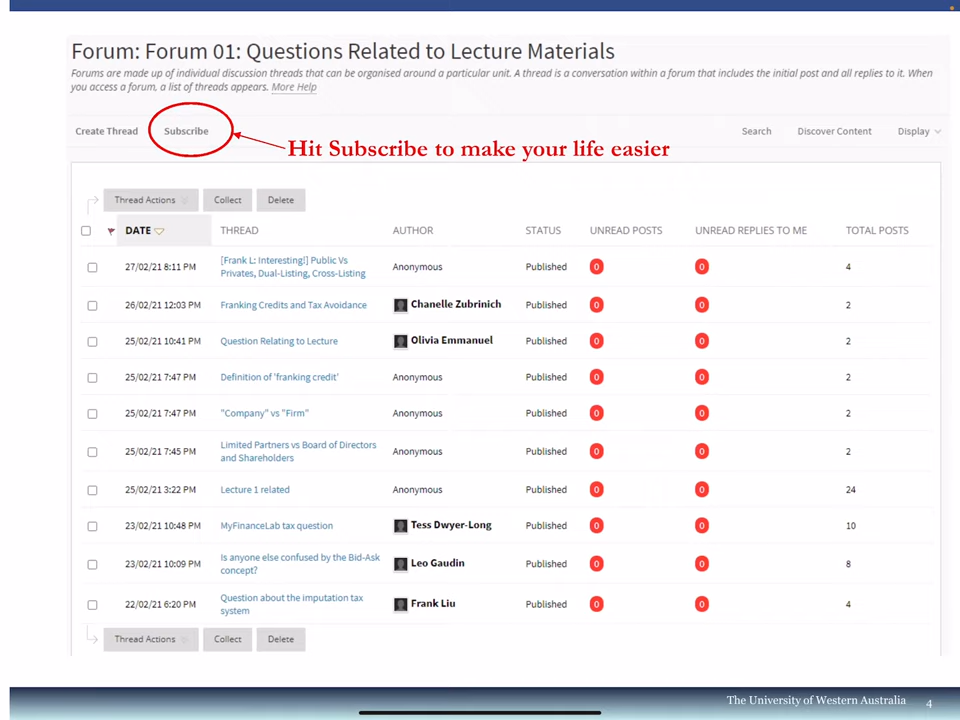 Forum: Forum 01: Questions Related to Lecture Materials
Forums are made up of individual discussion threads that can be organised around a particular unit. A thread is a conversation within a forum that includes the initial post and all replies to it. When
you access a forum, a list of threads appears. More Help
Create Thread Subscribe Search Discover Content Display
Hit Subscribe to make your life easier
Thread Actions Collect Delete
DATE THREAD AUTHOR STATUS UNREAD POSTS UNREAD REPLIES TO ME TOTAL POSTS
27/02/21 8:11 PM [Frank L: Interesting!] Public Vs
Privates, Dual-Listing, Cross-Listing Anonymous Published 0 0 4
26/02/21 12:03 PM Franking Credits and Tax Avoidance Chanelle Zubrinich Published 0 0 2
25/02/21 10:41 PM Question Relating to Lecture Olivia Emmanuel Published 0 0 2
25/02/21 7:47 PM Definition of 'franking credit' Anonymous Published 0 0 2
25/02/21 7:47 PM "Company" vs "Firm" Anonymous Published 0 0 2
25/02/21 7:45 PM Limited Partners vs Board of Directors
and Shareholders Anonymous Published 0 0 2
25/02/21 3:22 PM Lecture 1 related Anonymous Published 0 0 24
23/02/21 10:48 PM MyFinanceLab tax question Tess Dwyer-Long Published 0 0 10
23/02/21 10:09 PM Is anyone else confused by the Bid-Ask
concept? Leo Gaudin Published 0 0 8
22/02/21 6:20 PM Question about the imputation tax
system Frank Liu Published 0 0 4
Thread Actions Collect Delete
The University of Western Australia 4